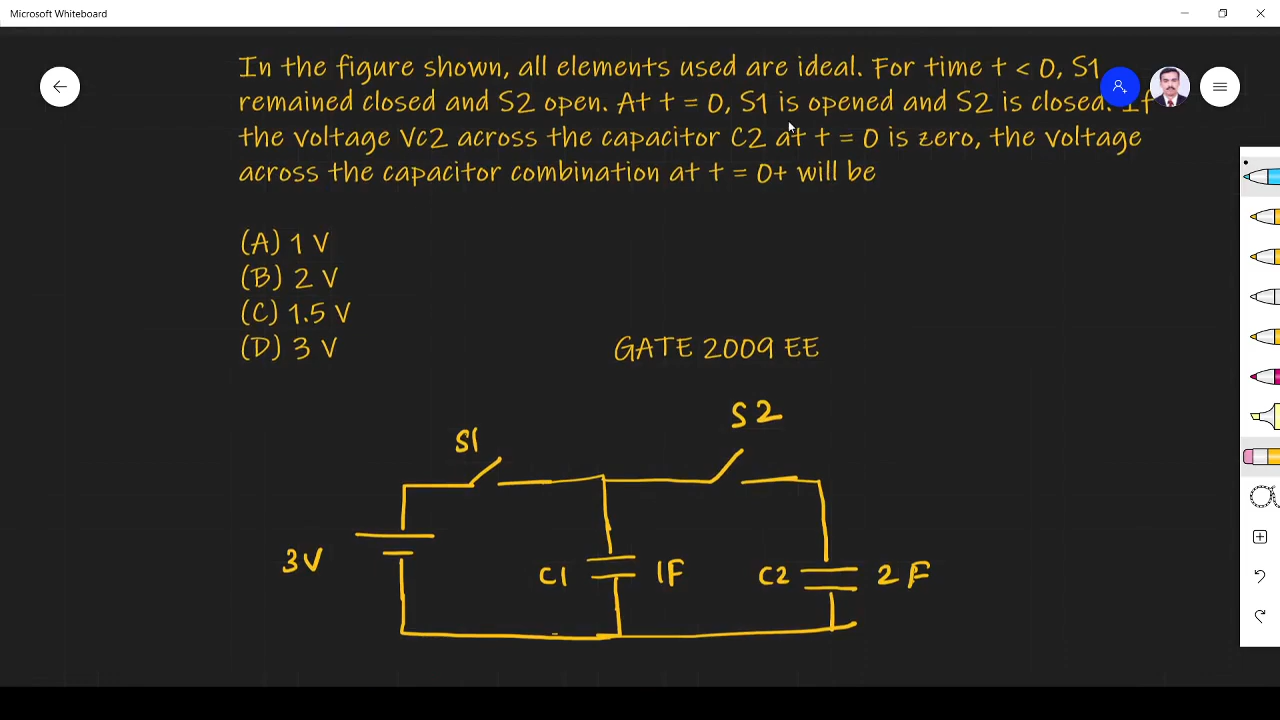 Microsoft Whiteboard
In the figure shown, all elements used are ideal. For time t < 0, S1
remained closed and S2 open. At t = 0, S1 is opened and S2 is closed. If
the voltage Vc2 across the capacitor C2 at t = 0 is zero, the voltage
across the capacitor combination at t = 0+ will be
(A) 1 V
(B) 2 V
(C) 1.5 V
(D) 3 V
GATE 2009 EE
S2
S1
3V
C1
1F
C2
2 F